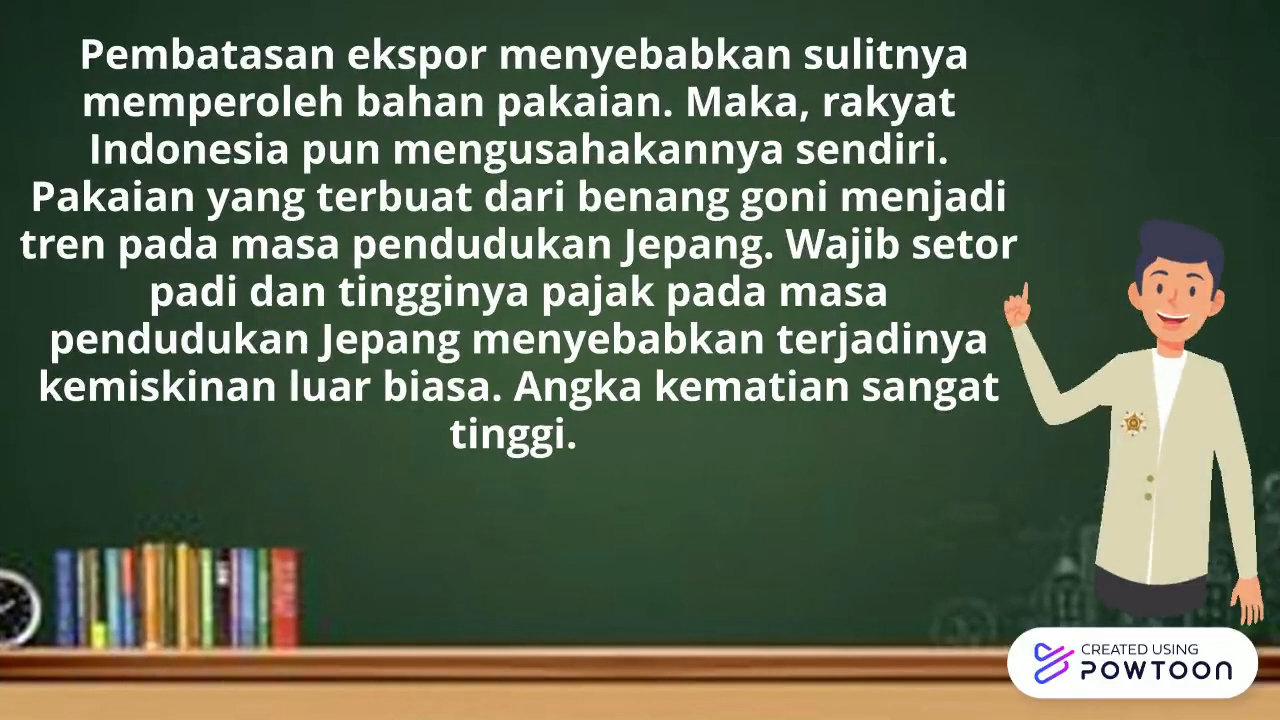 Pembatasan ekspor menyebabkan sulitnya
memperoleh bahan pakaian. Maka, rakyat
Indonesia pun mengusahakannya sendiri.
Pakaian yang terbuat dari benang goni menjadi
tren pada masa pendudukan Jepang. Wajib setor
padi dan tingginya pajak pada masa
pendudukan Jepang menyebabkan terjadinya
kemiskinan luar biasa. Angka kematian sangat
tinggi.
CREATED USING
POWTOON